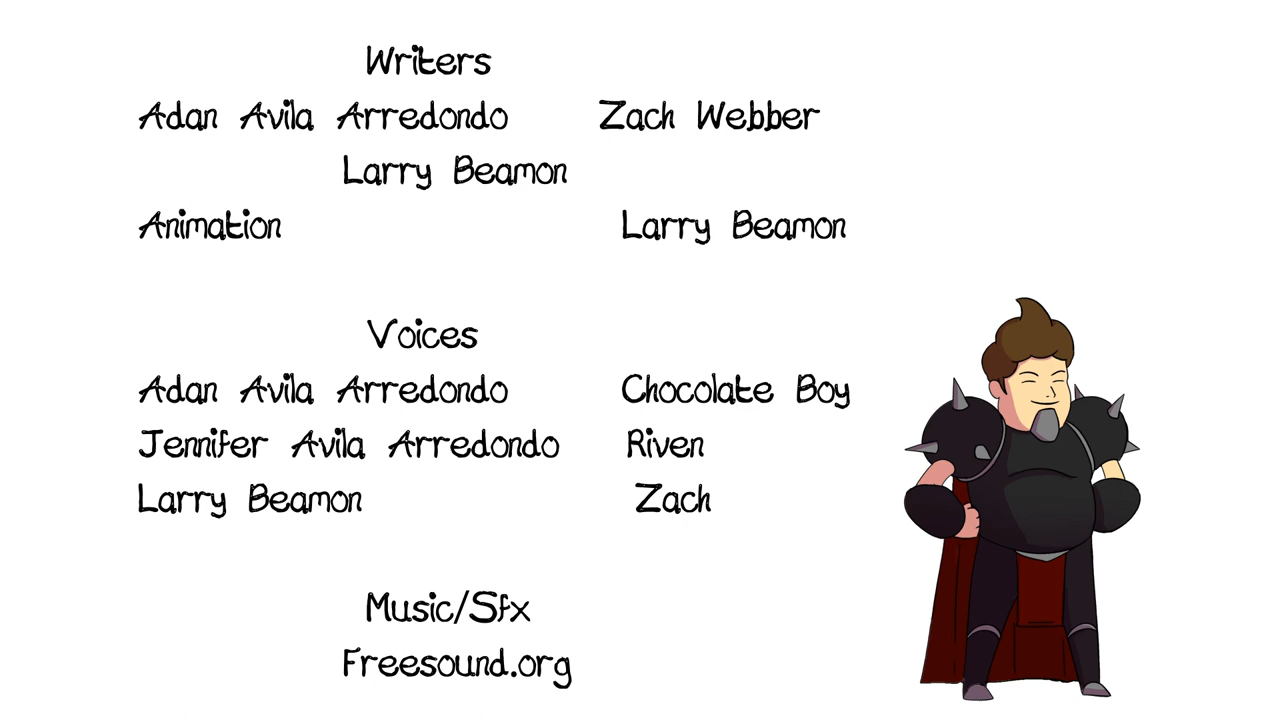 Writers
Adan Avila Arredondo Zach Webber
Larry Beamon
Animation Larry Beamon
Voices
Adan Avila Arredondo Chocolate Boy
Jennifer Avila Arredondo Riven
Larry Beamon Zach
Music/Sfx
Freesound.org